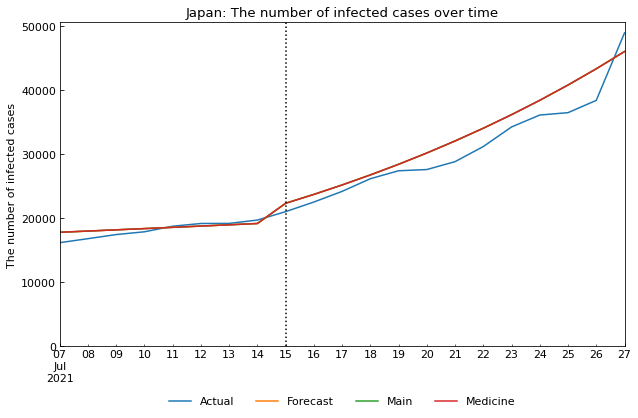 Japan: The number of infected cases over time
The number of infected cases
50000
40000
30000
20000
10000
0
07 08 09 10 11 12 13 14 15 16 17 18 19 20 21 22 23 24 25 26 27
Jul
2021
Actual Forecast Main Medicine